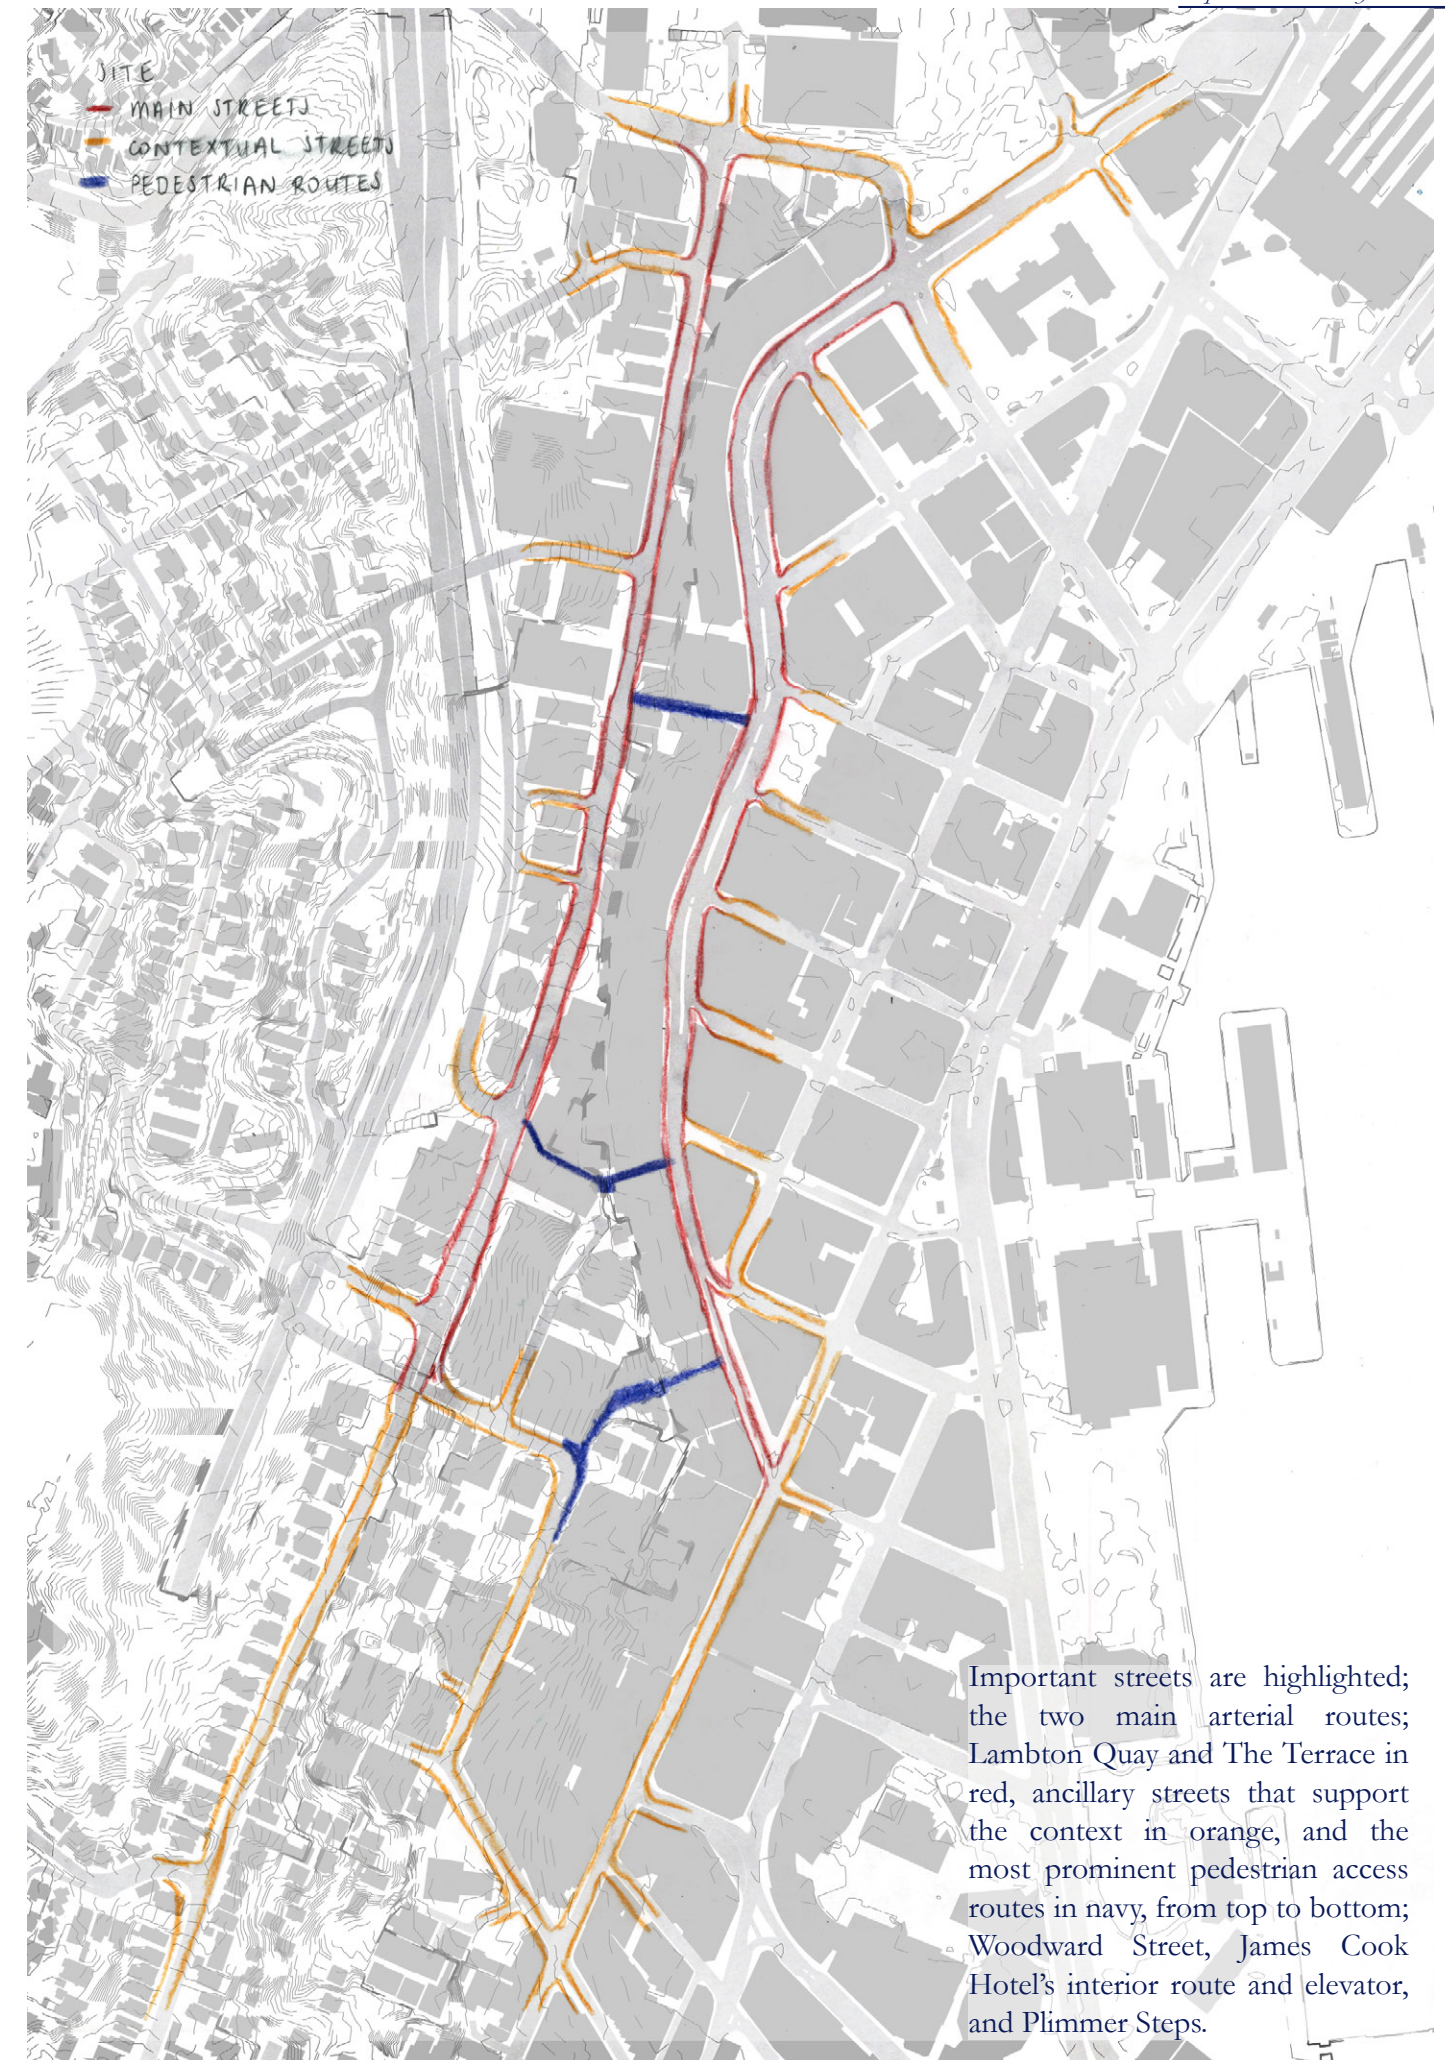 SITE
MAIN STREETS
CONTEXTUAL STREETS
PEDESTRIAN ROUTES
Important streets are highlighted;
the two main arterial routes;
Lambton Quay and The Terrace in
red, ancillary streets that support
the context in orange, and the
most prominent pedestrian access
routes in navy, from top to bottom;
Woodward Street, James Cook
Hotel’s interior route and elevator,
and Plimmer Steps.